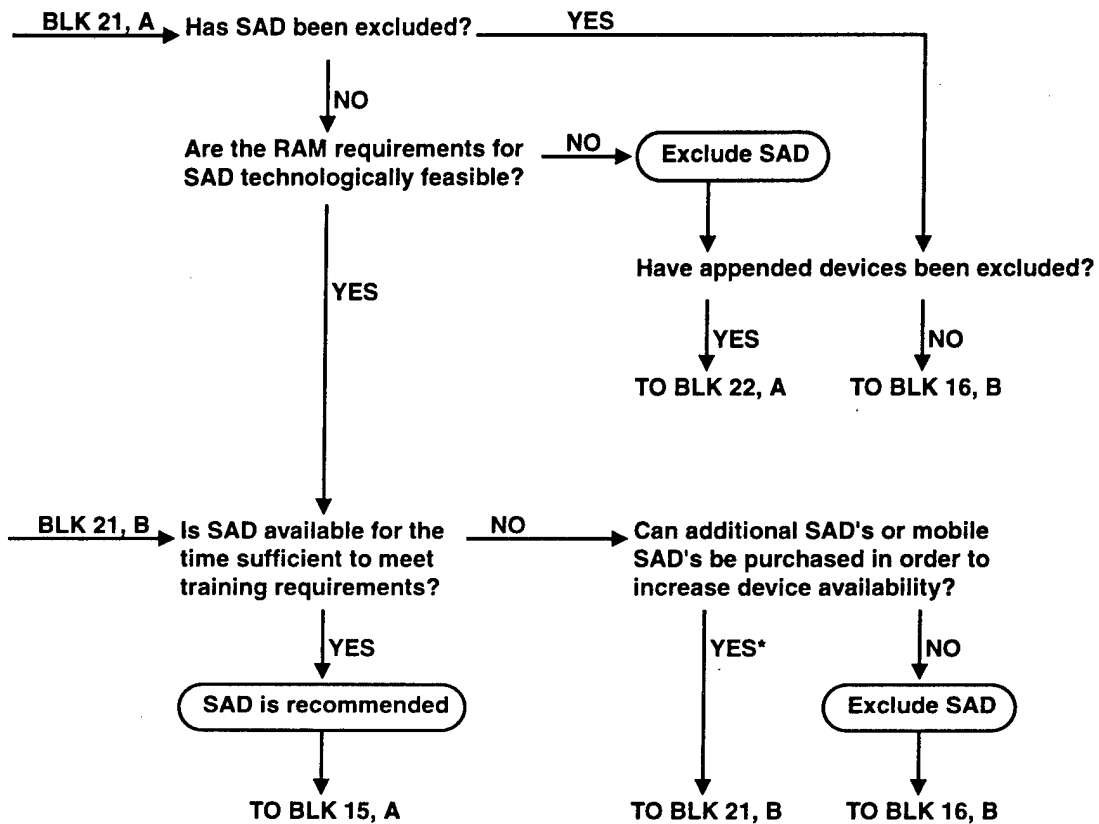 BLK 21, A
Has SAD been excluded?
YES
NO
Are the RAM requirements for
SAD technologically feasible?
NO
Exclude SAD
Have appended devices been excluded?
YES
YES
NO
TO BLK 22, A
TO BLK 16, B
BLK 21, B
Is SAD available for the
time sufficient to meet
training requirements?
NO
Can additional SAD's or mobile
SAD's be purchased in order to
increase device availability?
YES
YES*
NO
SAD is recommended
Exclude SAD
TO BLK 15, A
TO BLK 21, B
TO BLK 16, B